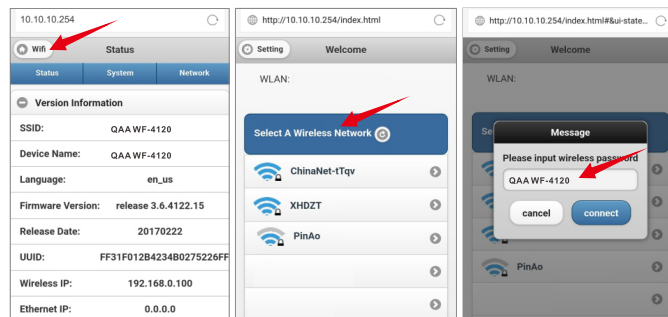 10.10.10.254
Wifi
Status
Status System Network
Version Information
SSID: QAA WF-4120
Device Name: QAA WF-4120
Language: en_us
Firmware Version: release 3.6.4122.15
Release Date: 20170222
UUID: FF31F012B4234B0275226FF
Wireless IP: 192.168.0.100
Ethernet IP: 0.0.0.0
http://10.10.10.254/index.html
Setting
Welcome
WLAN:
Select A Wireless Network
ChinaNet-tTqv
XHDZT
PinAo
http://10.10.10.254/index.html#&ui-state...
Setting
Welcome
WLAN:
Se
Message
Please input wireless password
QAA WF-4120
cancel connect
PinAo